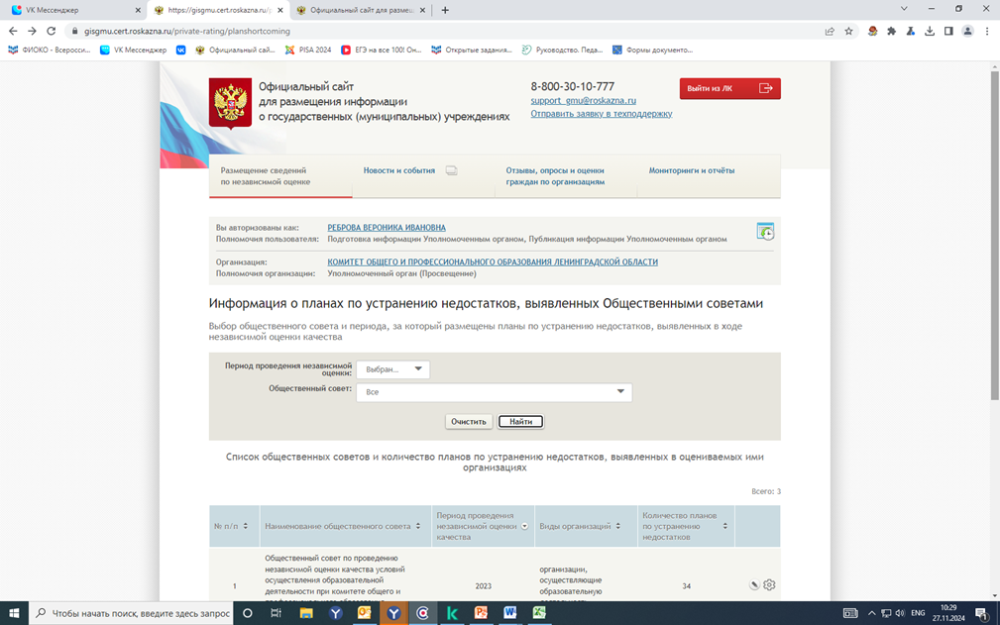 VK Мессенджер
https://gisgmu.cert.roskazna.ru/p
Официальный сайт для размещ
gisgmu.cert.roskazna.ru/private-rating/planshortcoming
ФИОКО - Всеросси...
VK Мессенджер
Официальный сай...
PISA 2024
ЕГЭ на все 100! Он...
Открытые задания...
Руководство. Педа...
Формы документо...
Официальный сайт
для размещения информации
о государственных (муниципальных) учреждениях
8-800-30-10-777
support_gmu@roskazna.ru
Отправить заявку в техподдержку
Выйти из ЛК
Размещение сведений
по независимой оценке
Новости и события
Отзывы, опросы и оценки
граждан по организациям
Мониторинги и отчёты
Вы авторизованы как: РЕБРОВА ВЕРОНИКА ИВАНОВНА
Полномочия пользователя: Подготовка информации Уполномоченным органом, Публикация информации Уполномоченным органом
Организация: КОМИТЕТ ОБЩЕГО И ПРОФЕССИОНАЛЬНОГО ОБРАЗОВАНИЯ ЛЕНИНГРАДСКОЙ ОБЛАСТИ
Полномочия организации: Уполномоченный орган (Просвещение)
Информация о планах по устранению недостатков, выявленных Общественными советами
Выбор общественного совета и периода, за который размещены планы по устранению недостатков, выявленных в ходе
независимой оценки качества
Период проведения независимой
оценки:
Выбран...
Общественный совет:
Все
Очистить
Найти
Список общественных советов и количество планов по устранению недостатков, выявленных в оцениваемых ими
организациях
Всего: 3
№ п/п
Наименование общественного совета
Период проведения
независимой оценки
качества
Виды организаций
Количество планов
по устранению
недостатков
1
Общественный совет по проведению
независимой оценки качества условий
осуществления образовательной
деятельности при комитете общего и
2023
организации,
осуществляющие
образовательную
34
Чтобы начать поиск, введите здесь запрос
ENG
10:29
27.11.2024